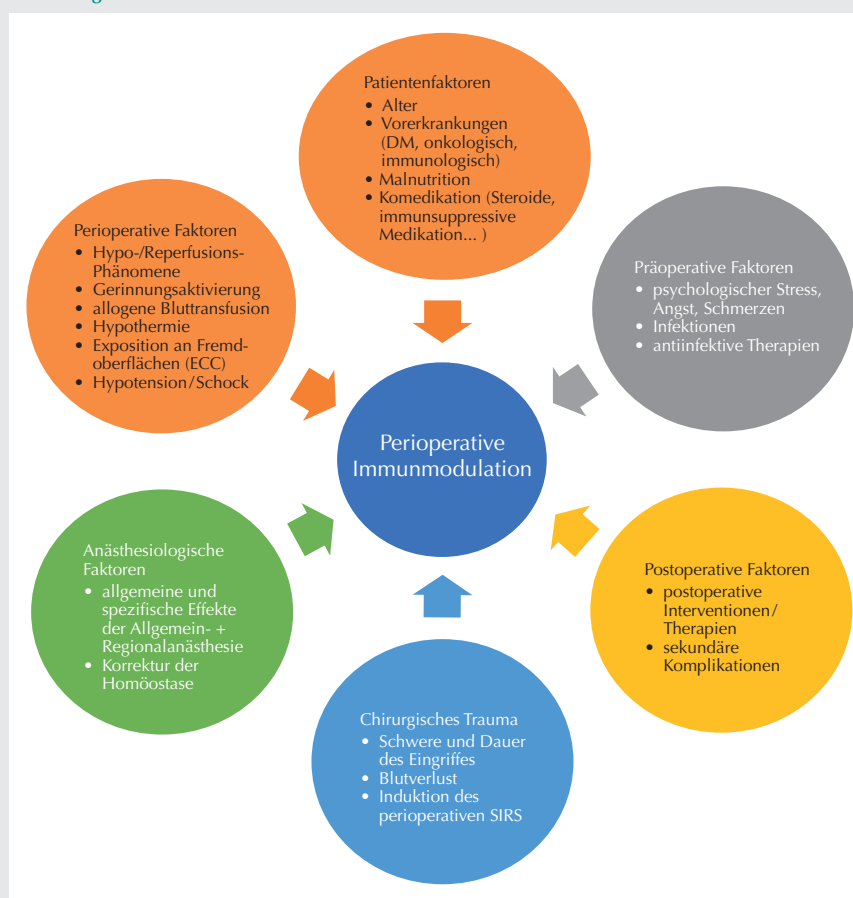 Patientenfaktoren
• Alter
• Vorerkrankungen
(DM, onkologisch,
immunologisch)
• Malnutrition
• Komedikation (Steroide,
immunsuppressive
Medikation... )
Perioperative Faktoren
• Hypo-/Reperfusions-
Phänomene
• Gerinnungsaktivierung
• allogene Bluttransfusion
• Hypothermie
• Exposition an Fremd-
oberflächen (ECC)
• Hypotension/Schock
Präoperative Faktoren
• psychologischer Stress,
Angst, Schmerzen
• Infektionen
• antiinfektive Therapien
Perioperative
Immunmodulation
Anästhesiologische
Faktoren
• allgemeine und
spezifische Effekte
der Allgemein- +
Regionalanästhesie
• Korrektur der
Homöostase
Postoperative Faktoren
• postoperative
Interventionen/
Therapien
• sekundäre
Komplikationen
Chirurgisches Trauma
• Schwere und Dauer
des Eingriffes
• Blutverlust
• Induktion des
perioperativen SIRS